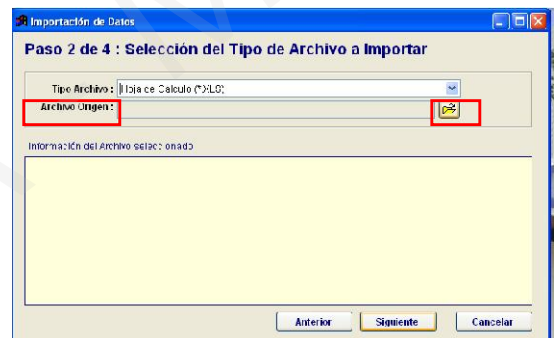 Importación de Datos
Paso 2 de 4 : Selección del Tipo de Archivo a Importar
Tipo Archivo : Hoja de Calculo (*.XLS)
Archivo Origen :
Información del Archivo seleccionado
Anterior Siguiente Cancelar